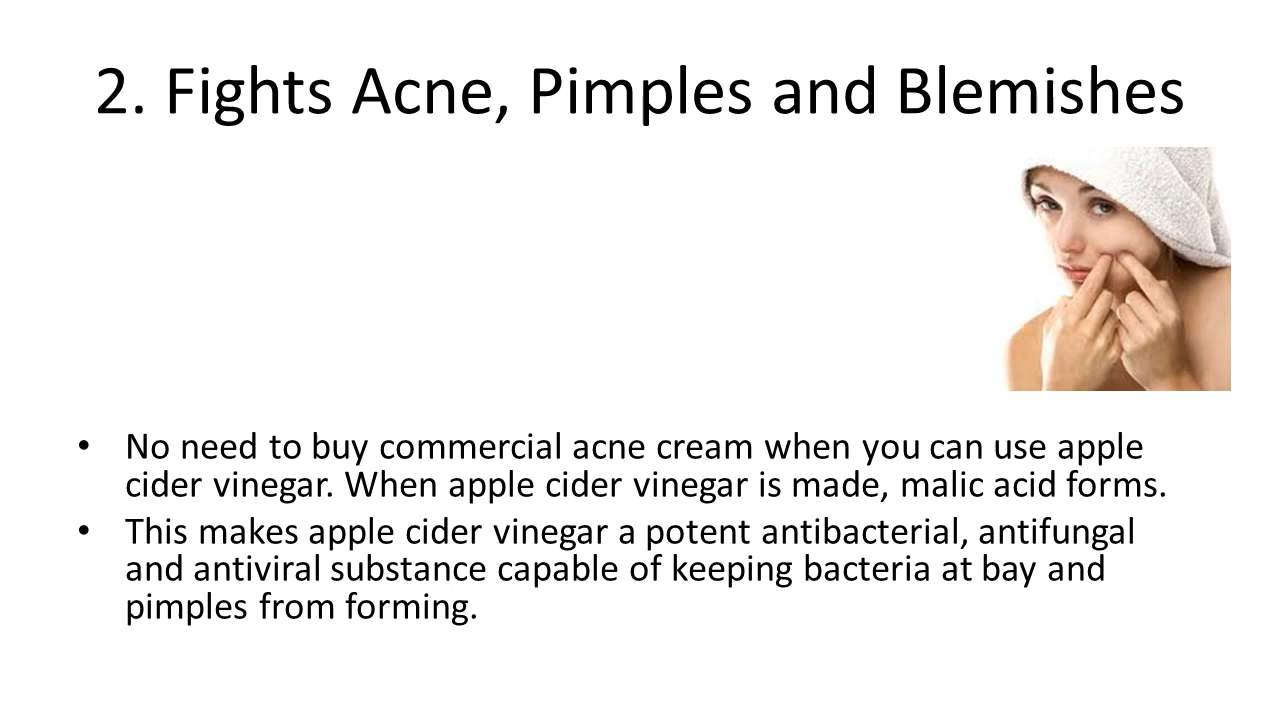 2. Fights Acne, Pimples and Blemishes
• No need to buy commercial acne cream when you can use apple
cider vinegar. When apple cider vinegar is made, malic acid forms.
• This makes apple cider vinegar a potent antibacterial, antifungal
and antiviral substance capable of keeping bacteria at bay and
pimples from forming.